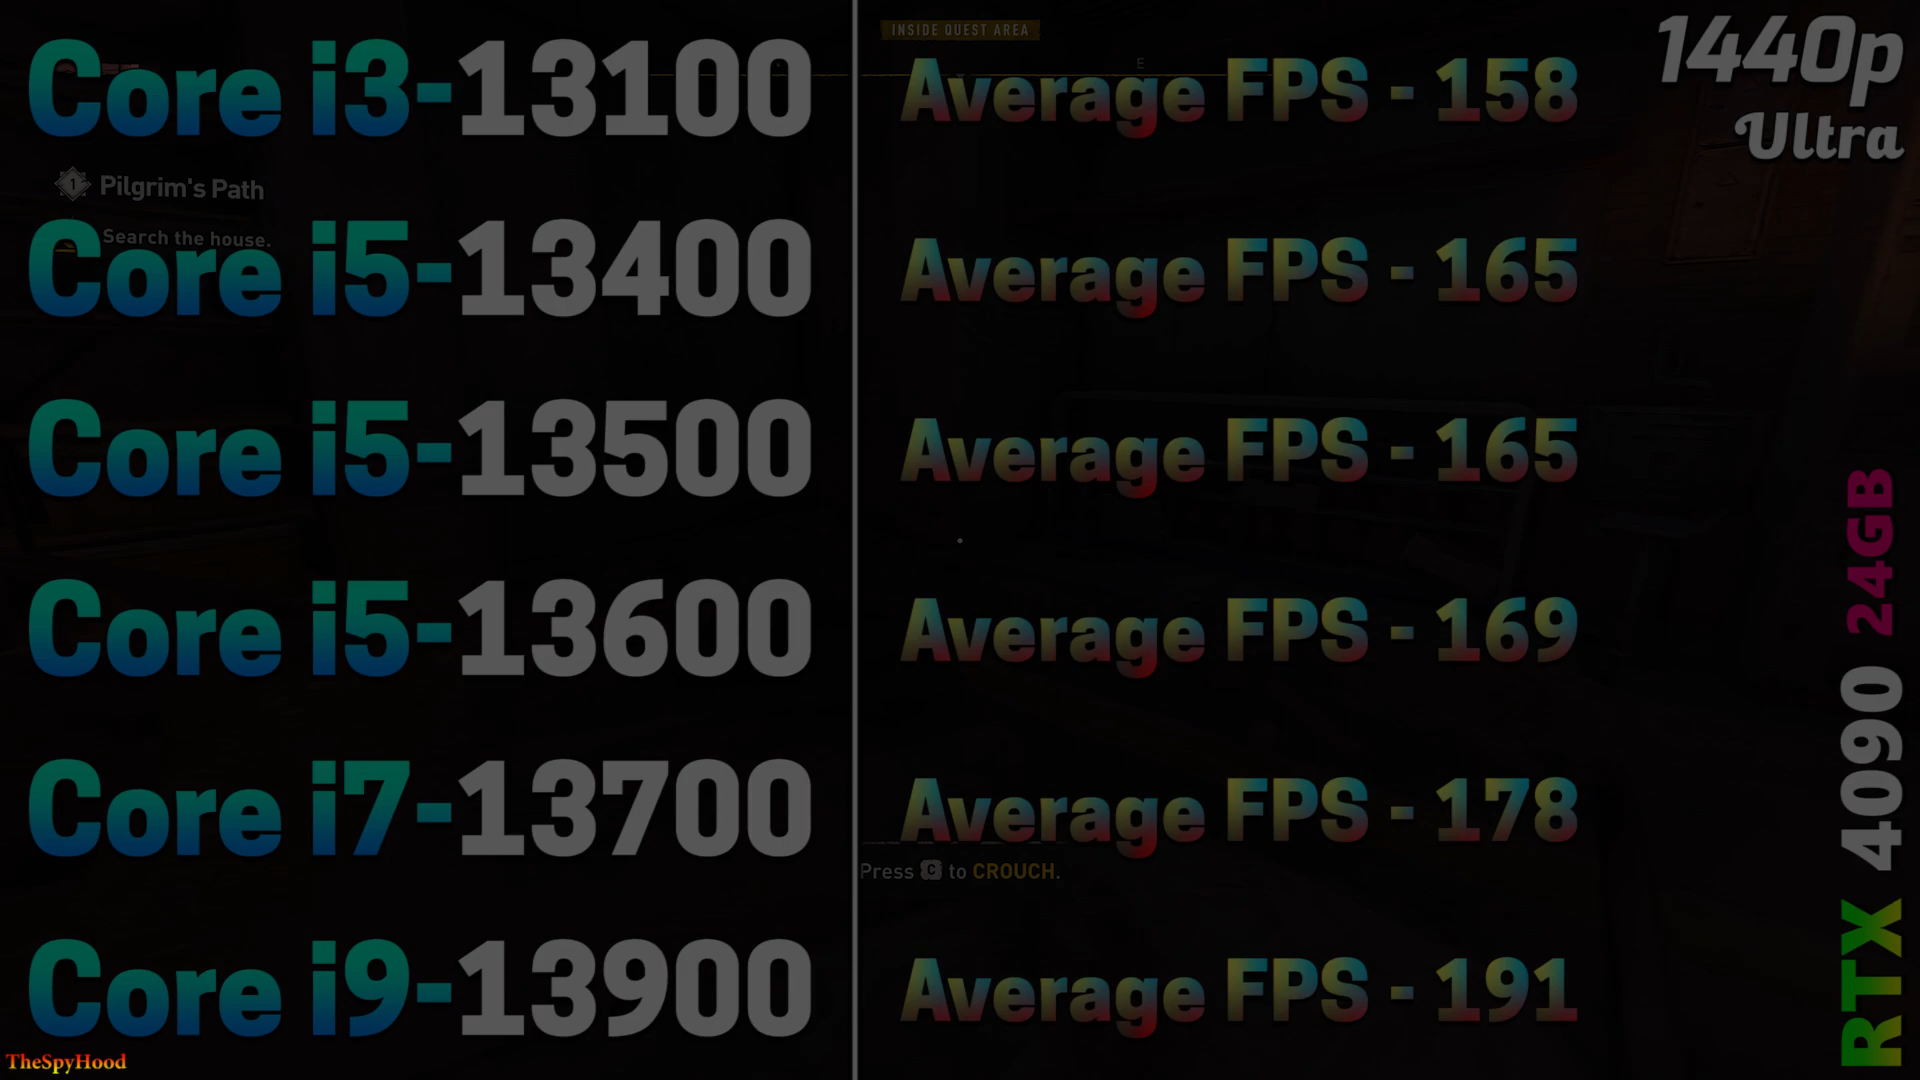 INSIDE QUEST AREA
1440p
Ultra
E
Core i3-13100 Average FPS - 158
Pilgrim's Path
Search the house.
Core i5-13400 Average FPS - 165
Core i5-13500 Average FPS - 165
Core i5-13600 Average FPS - 169
Core i7-13700 Average FPS - 178
Press C to CROUCH.
Core i9-13900 Average FPS - 191
RTX 4090 24GB
TheSpyHood